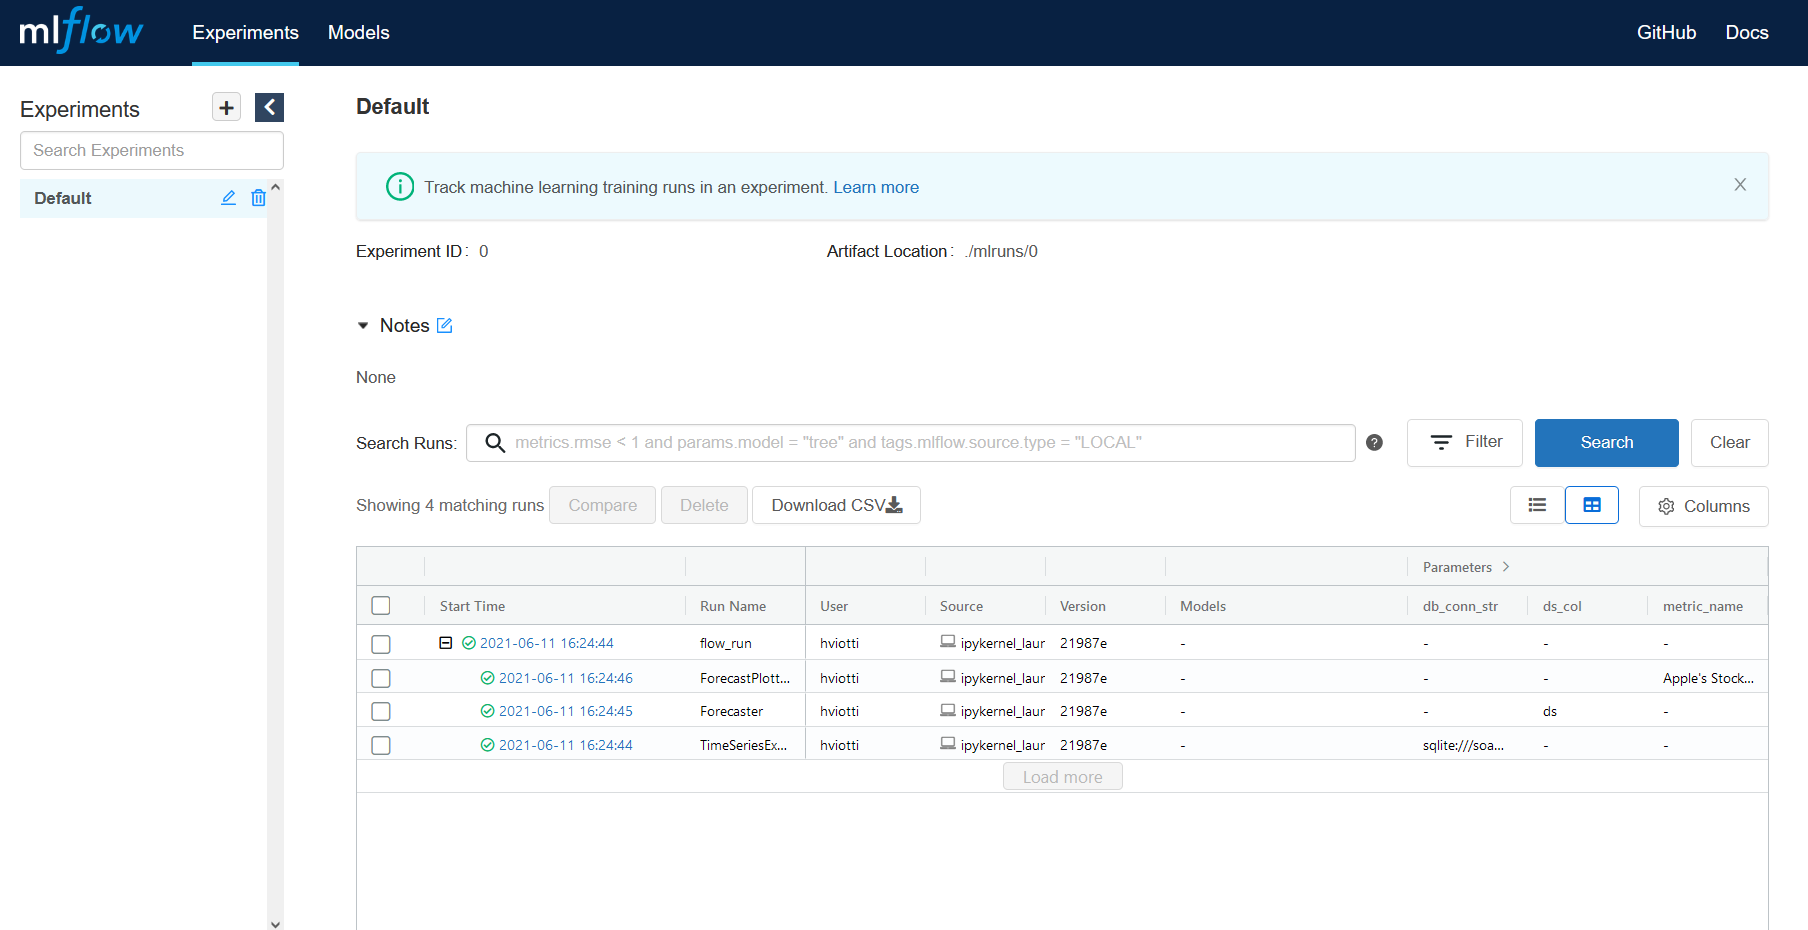 mlflow Experiments Models GitHub Docs
Experiments
Search Experiments
Default
Default
Track machine learning training runs in an experiment. Learn more
Experiment ID: 0 Artifact Location: ./mlruns/0
Notes
None
Search Runs: metrics.rmse < 1 and params.model = "tree" and tags.mlflow.source.type = "LOCAL" ? Filter Search Clear
Showing 4 matching runs Compare Delete Download CSV Columns
Parameters >
Start Time Run Name User Source Version Models db_conn_str ds_col metric_name
2021-06-11 16:24:44 flow_run hviotti ipykernel_laur 21987e - - - -
2021-06-11 16:24:46 ForecastPlott... hviotti ipykernel_laur 21987e - - - Apple's Stock...
2021-06-11 16:24:45 Forecaster hviotti ipykernel_laur 21987e - - ds -
2021-06-11 16:24:44 TimeSeriesEx... hviotti ipykernel_laur 21987e - sqlite:///soa... - -
Load more